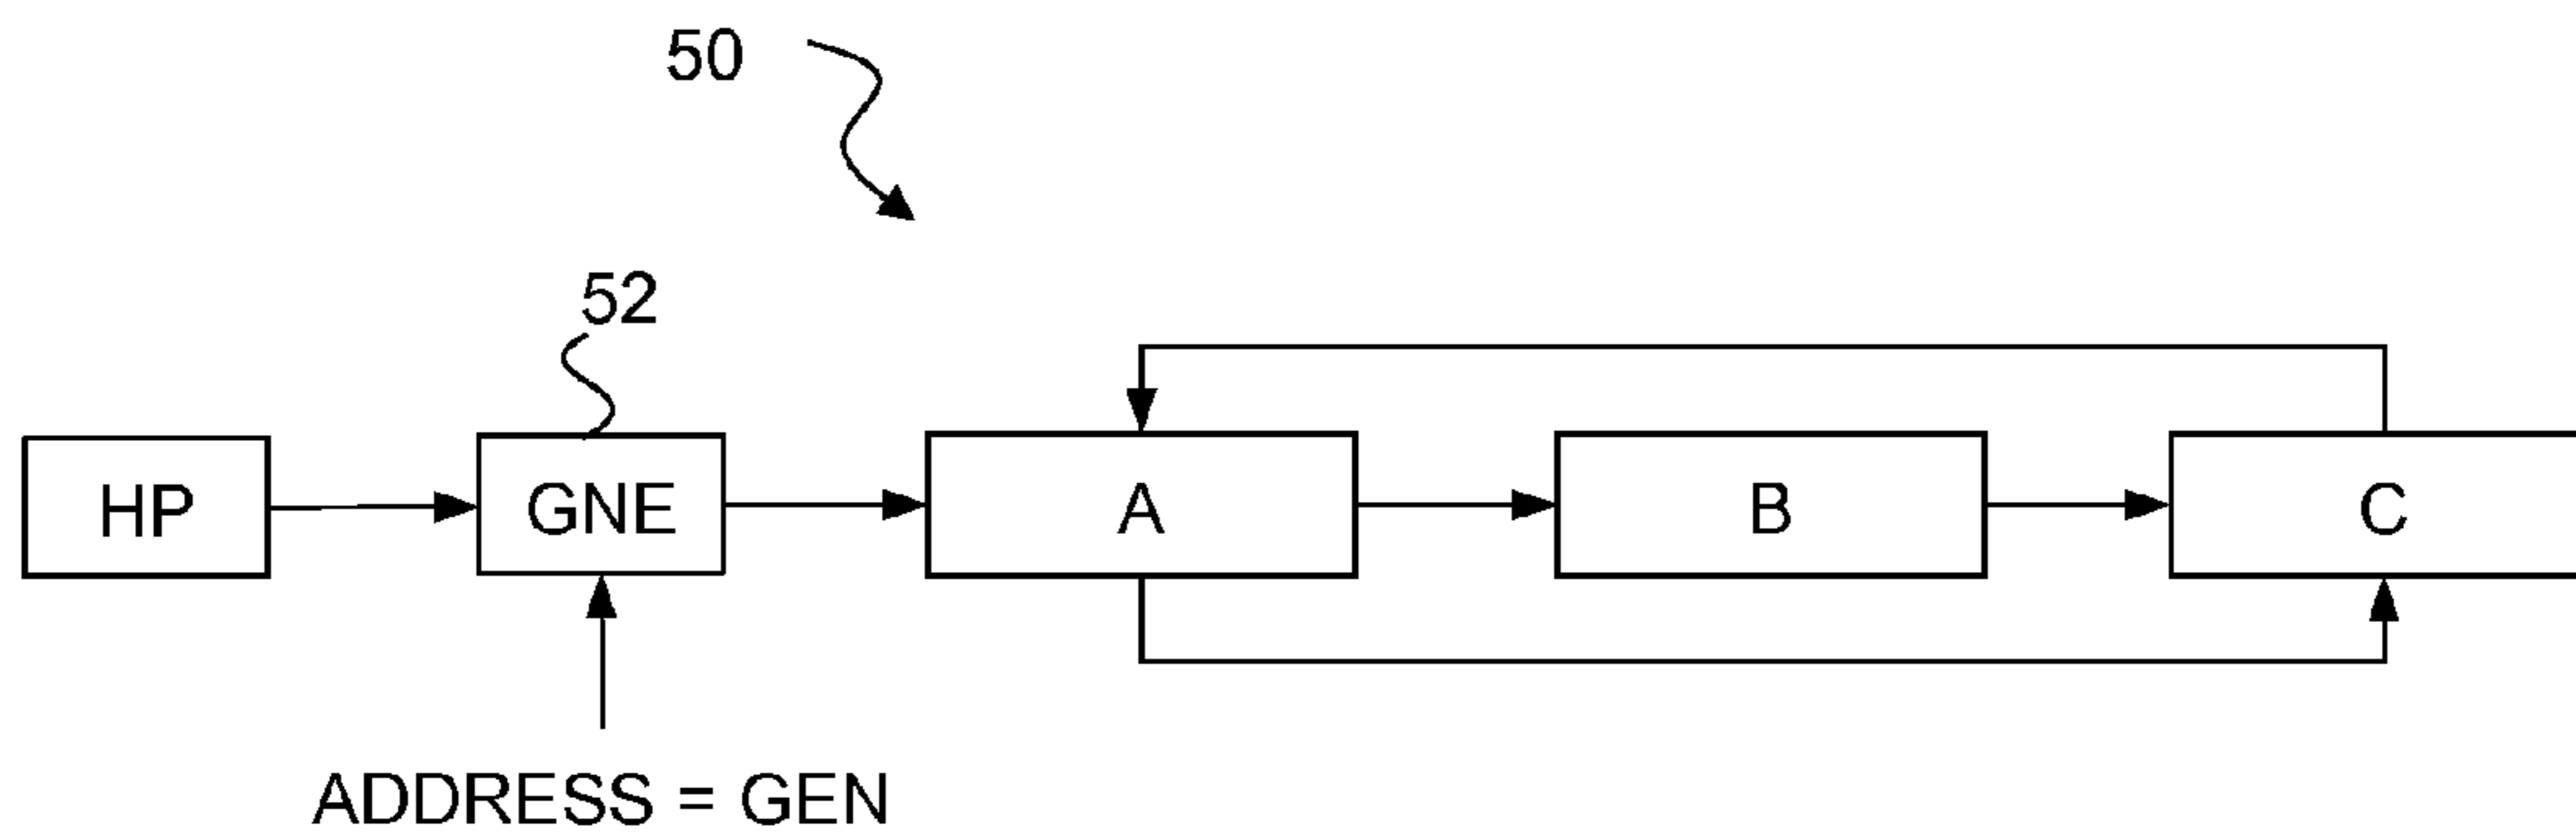 50
52
HP
GNE
A
B
C
ADDRESS = GEN